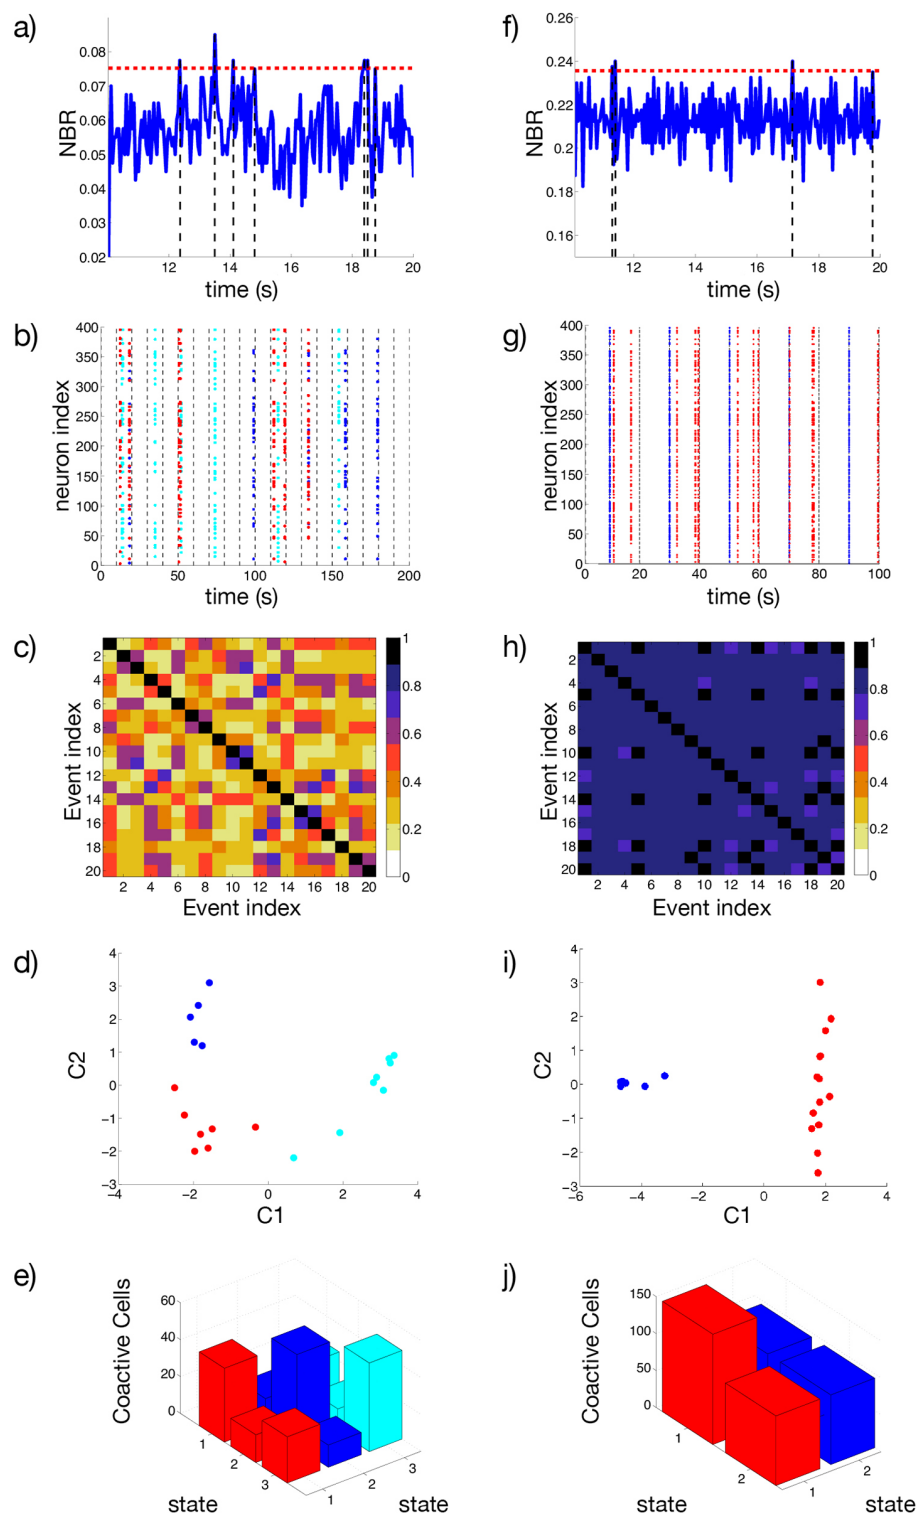 a)
NBR
0.08
0.07
0.06
0.05
0.04
0.03
0.02
12 14 16 18 20
time (s)
f)
NBR
0.26
0.24
0.22
0.2
0.18
0.16
12 14 16 18 20
time (s)
b)
neuron index
400
350
300
250
200
150
100
50
0
0 50 100 150 200
time (s)
g)
neuron index
400
350
300
250
200
150
100
50
0
0 20 40 60 80 100
time (s)
c)
Event index
2
4
6
8
10
12
14
16
18
20
2 4 6 8 10 12 14 16 18 20
Event index
1
0.8
0.6
0.4
0.2
0
h)
Event index
2
4
6
8
10
12
14
16
18
20
2 4 6 8 10 12 14 16 18 20
Event index
1
0.8
0.6
0.4
0.2
0
d)
C2
4
3
2
1
0
−1
−2
−3
−4 −2 0 2 4
C1
i)
C2
4
3
2
1
0
−1
−2
−3
−6 −4 −2 0 2 4
C1
e)
Coactive Cells
60
40
20
0
1
2
3
state
1
2
3
state
j)
Coactive Cells
150
100
50
0
1
2
state
1
2
state